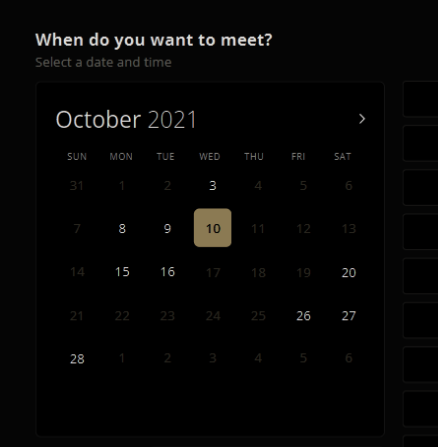 When do you want to meet?
Select a date and time
October 2021 >
SUN MON TUE WED THU FRI SAT
31 1 2 3 4 5 6
7 8 9 10 11 12 13
14 15 16 17 18 19 20
21 22 23 24 25 26 27
28 1 2 3 4 5 6